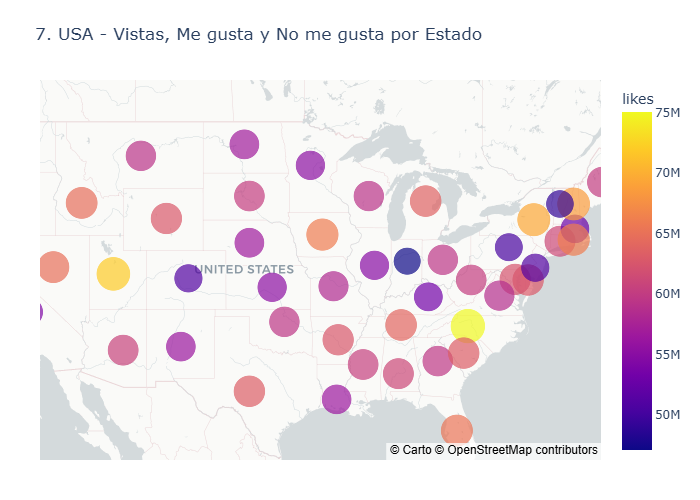 7. USA - Vistas, Me gusta y No me gusta por Estado
likes
75M
70M
65M
60M
55M
50M
UNITED STATES
© Carto © OpenStreetMap contributors